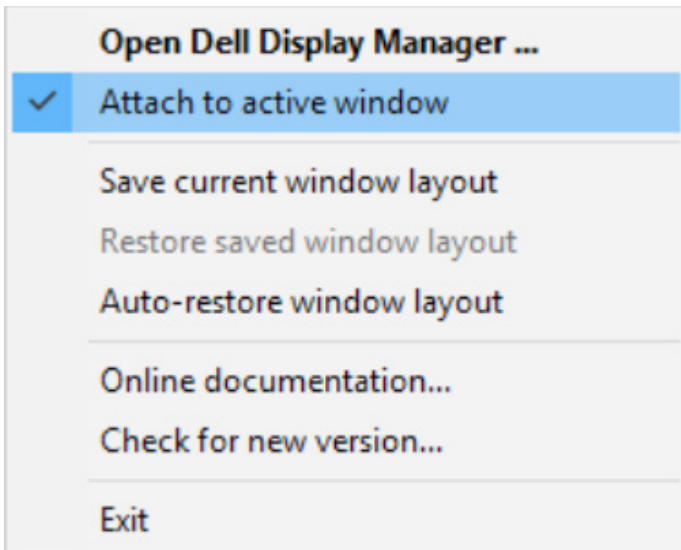 Open Dell Display Manager ...
Attach to active window
Save current window layout
Restore saved window layout
Auto-restore window layout
Online documentation...
Check for new version...
Exit